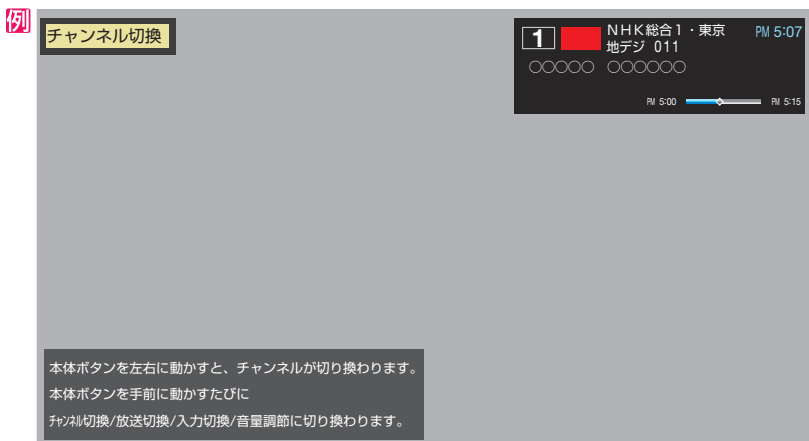 例
チャンネル切換
1
NHK総合1・東京
PM 5:07
地デジ 011
○○○○○ ○○○○○○
PM 5:00
PM 5:15
本体ボタンを左右に動かすと、チャンネルが切り換わります。
本体ボタンを手前に動かすたびに
ﾁｬﾝﾈﾙ切換/放送切換/入力切換/音量調節に切り換わります。